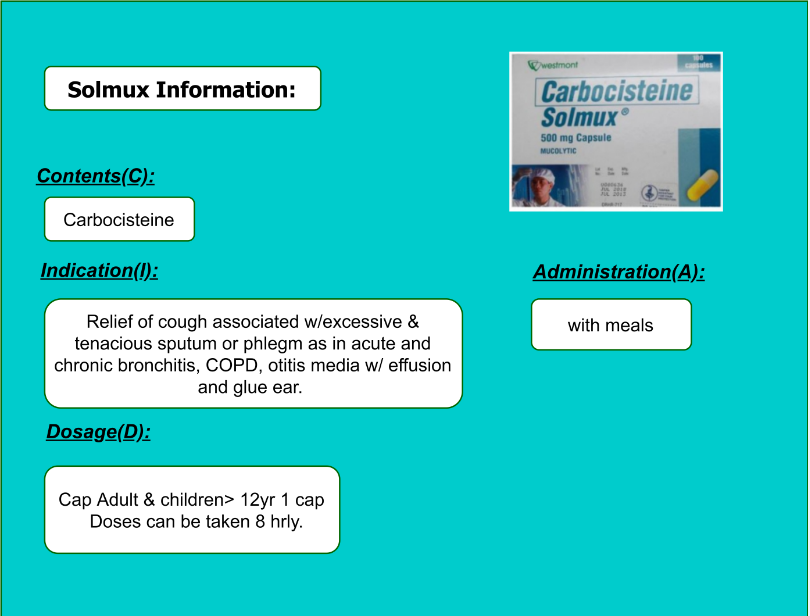 Solmux Information:
Contents(C):
Carbocisteine
Indication(I):
Relief of cough associated w/excessive &
tenacious sputum or phlegm as in acute and
chronic bronchitis, COPD, otitis media w/ effusion
and glue ear.
Dosage(D):
Cap Adult & children> 12yr 1 cap
Doses can be taken 8 hrly.
westmont
100
capsules
Carbocisteine
Solmux®
500 mg Capsule
MUCOLYTIC
Administration(A):
with meals